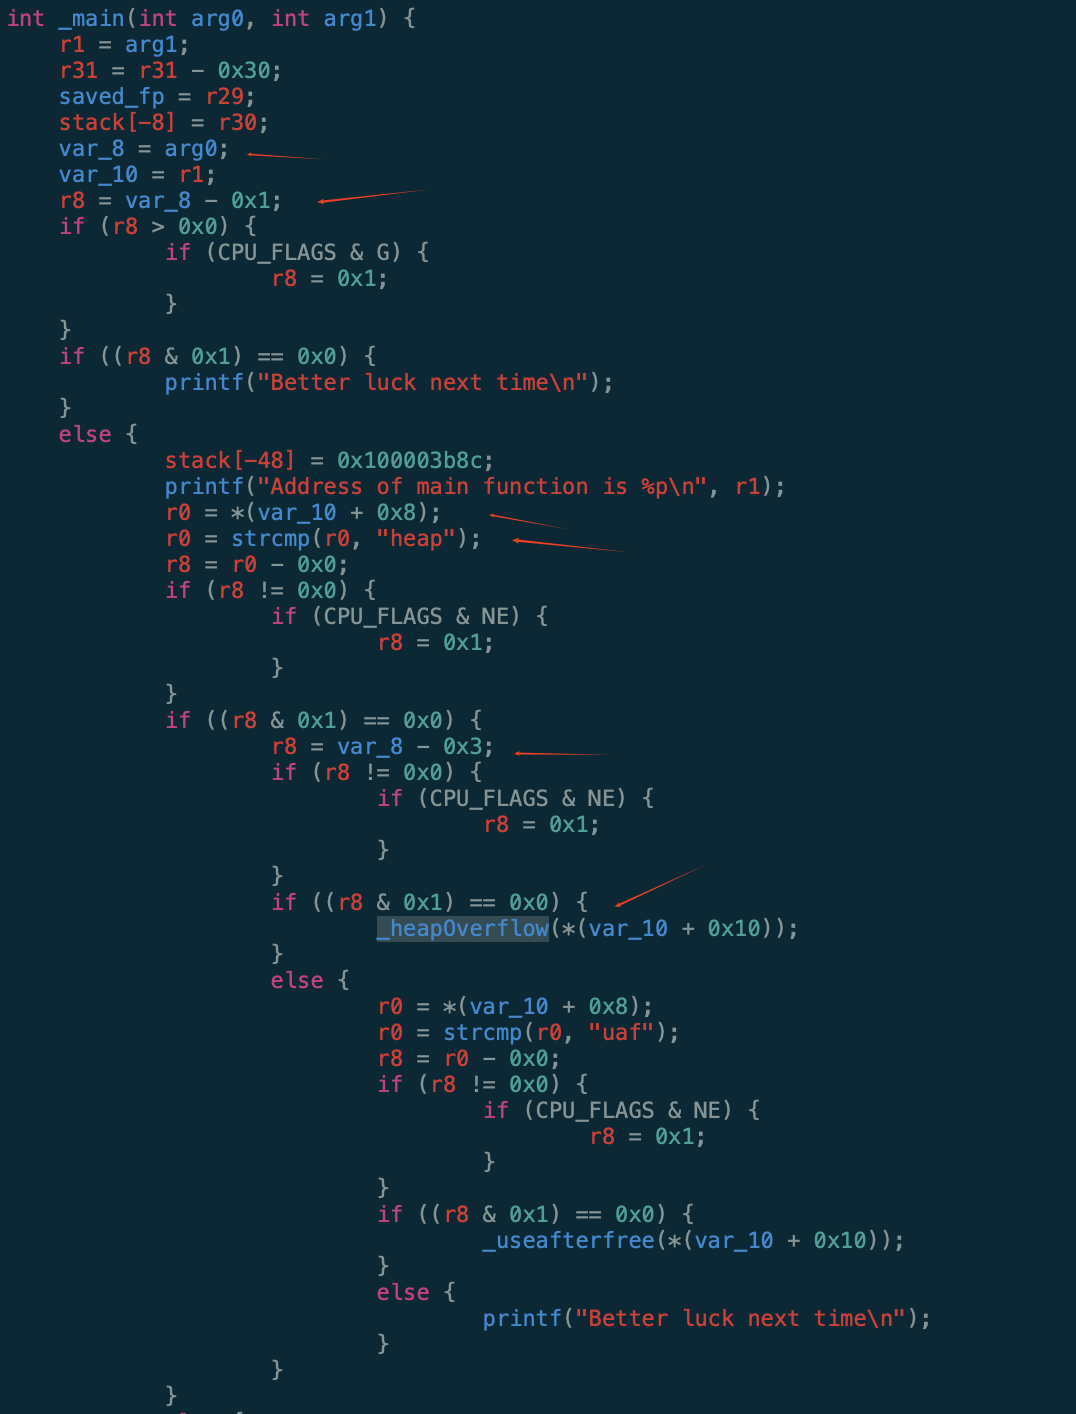 int _main(int arg0, int arg1) {
    r1 = arg1;
    r31 = r31 - 0x30;
    saved_fp = r29;
    stack[-8] = r30;
    var_8 = arg0;
    var_10 = r1;
    r8 = var_8 - 0x1;
    if (r8 > 0x0) {
            if (CPU_FLAGS & G) {
                    r8 = 0x1;
            }
    }
    if ((r8 & 0x1) == 0x0) {
            printf("Better luck next time\n");
    }
    else {
            stack[-48] = 0x100003b8c;
            printf("Address of main function is %p\n", r1);
            r0 = *(var_10 + 0x8);
            r0 = strcmp(r0, "heap");
            r8 = r0 - 0x0;
            if (r8 != 0x0) {
                    if (CPU_FLAGS & NE) {
                            r8 = 0x1;
                    }
            }
            if ((r8 & 0x1) == 0x0) {
                    r8 = var_8 - 0x3;
                    if (r8 != 0x0) {
                            if (CPU_FLAGS & NE) {
                                    r8 = 0x1;
                            }
                    }
                    if ((r8 & 0x1) == 0x0) {
                            _heapOverflow(*(var_10 + 0x10));
                    }
                    else {
                            r0 = *(var_10 + 0x8);
                            r0 = strcmp(r0, "uaf");
                            r8 = r0 - 0x0;
                            if (r8 != 0x0) {
                                    if (CPU_FLAGS & NE) {
                                            r8 = 0x1;
                                    }
                            }
                            if ((r8 & 0x1) == 0x0) {
                                    _useafterfree(*(var_10 + 0x10));
                            }
                            else {
                                    printf("Better luck next time\n");
                            }
                    }
            }